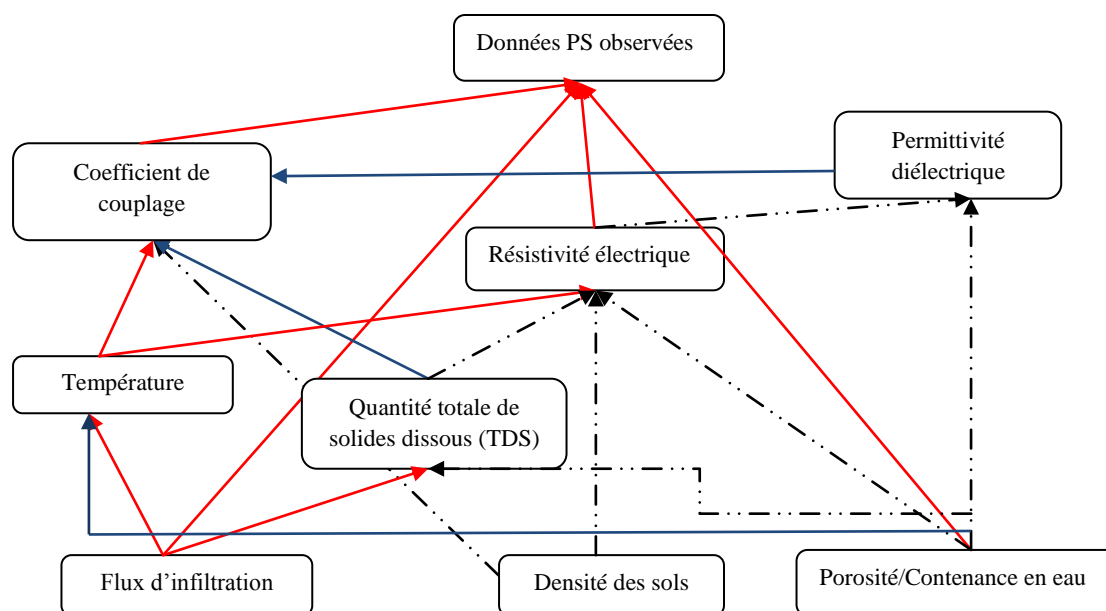 Données PS observées
Permittivité
diélectrique
Coefficient de
couplage
Résistivité électrique
Température
Quantité totale de
solides dissous (TDS)
Flux d’infiltration
Densité des sols
Porosité/Contenance en eau